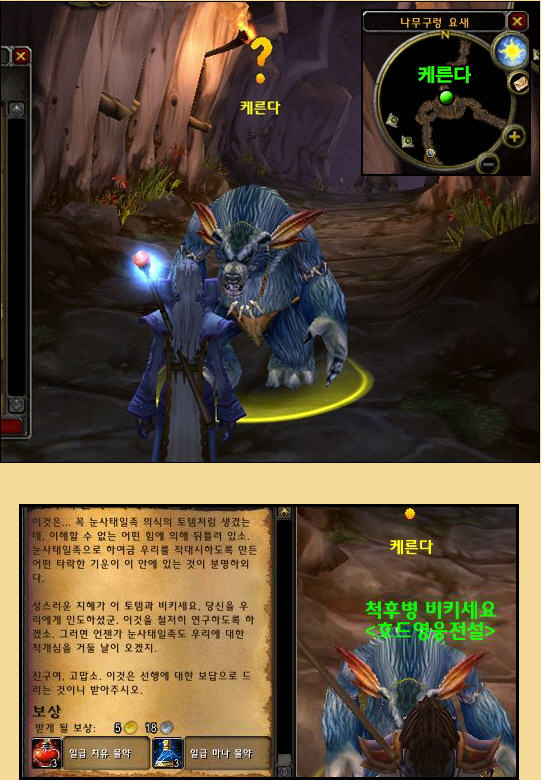 나무구렁 요새
N
케른다
케른다
이것은... 꼭 눈사태일족 의식의 토템처럼 생겼는
데, 이해할 수 없는 어떤 힘에 의해 뒤틀려 있소.
눈사태일족으로 하여금 우리를 적대시하도록 만든
어떤 타락한 기운이 이 안에 있는 것이 분명하외
다.
성스러운 지혜가 이 토템과 비키세요, 당신을 우
리에게 인도하셨군. 이것을 철저히 연구하도록 하
겠소. 그러면 언젠가 눈사태일족도 우리에 대한
적개심을 거둘 날이 오겠지.
친구여, 고맙소. 이것은 선행에 대한 보답으로 드
리는 것이니 받아주시오.
보상
받게 될 보상: 5 18
3 일급 치유 물약
3 일급 마나 물약
케른다
척후병 비키세요
<호드영웅전설>